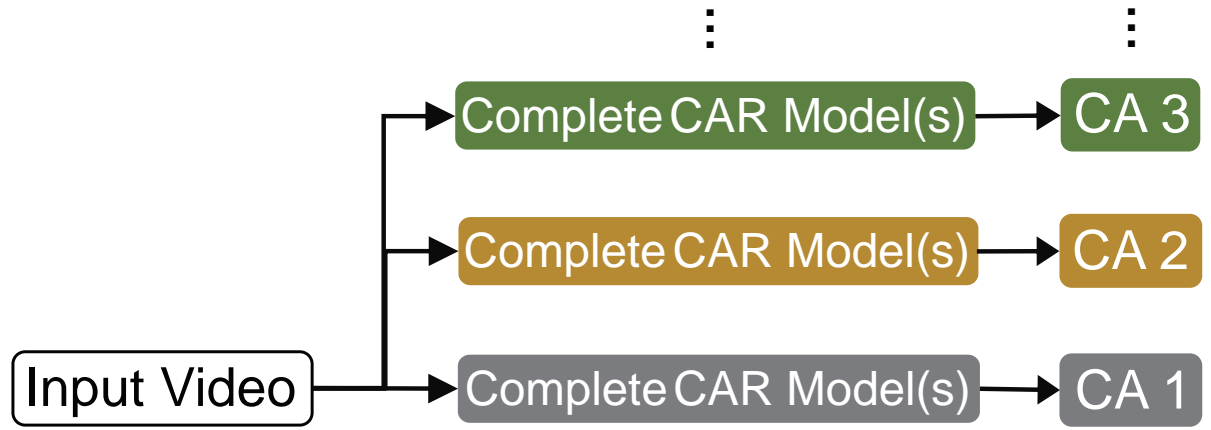 Complete CAR Model(s) CA 3
Complete CAR Model(s) CA 2
Input Video Complete CAR Model(s) CA 1